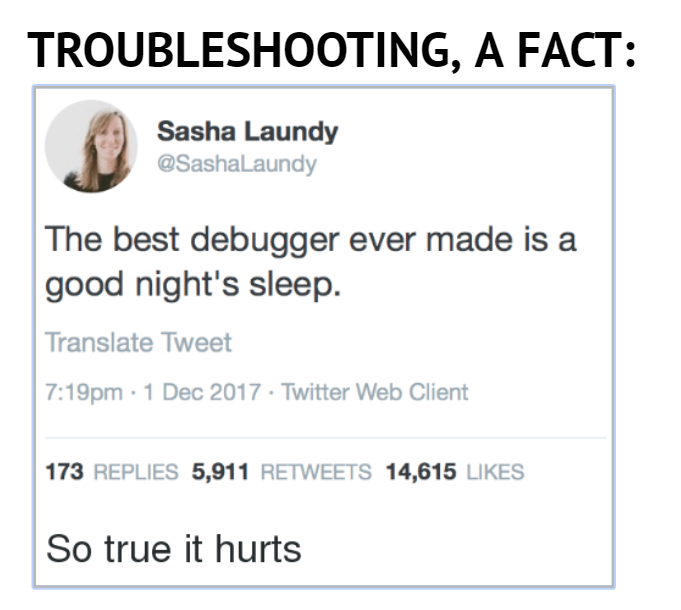 TROUBLESHOOTING, A FACT:
Sasha Laundy
@SashaLaundy
The best debugger ever made is a
good night's sleep.
Translate Tweet
7:19pm · 1 Dec 2017 · Twitter Web Client
173 REPLIES 5,911 RETWEETS 14,615 LIKES
So true it hurts